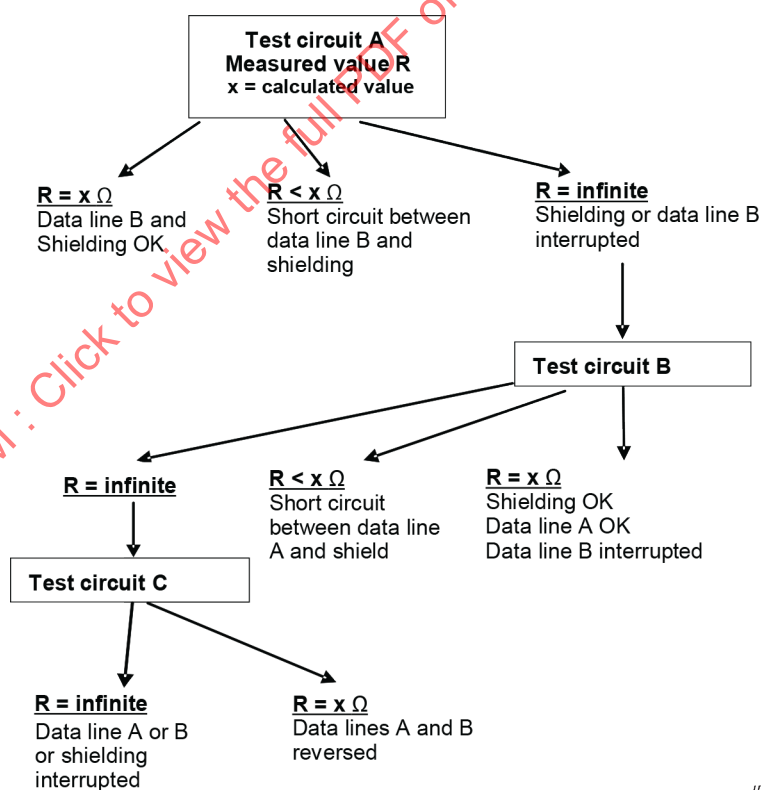 Test circuit A
Measured value R
x = calculated value
R = x Ω
Data line B and
Shielding OK.
R < x Ω
Short circuit between
data line B and
shielding
R = infinite
Shielding or data line B
interrupted
Test circuit B
R = infinite
R < x Ω
Short circuit
between data line
A and shield
R = x Ω
Shielding OK
Data line A OK
Data line B interrupted
Test circuit C
R = infinite
Data line A or B
or shielding
interrupted
R = x Ω
Data lines A and B
reversed
: Click to view the full PDF of